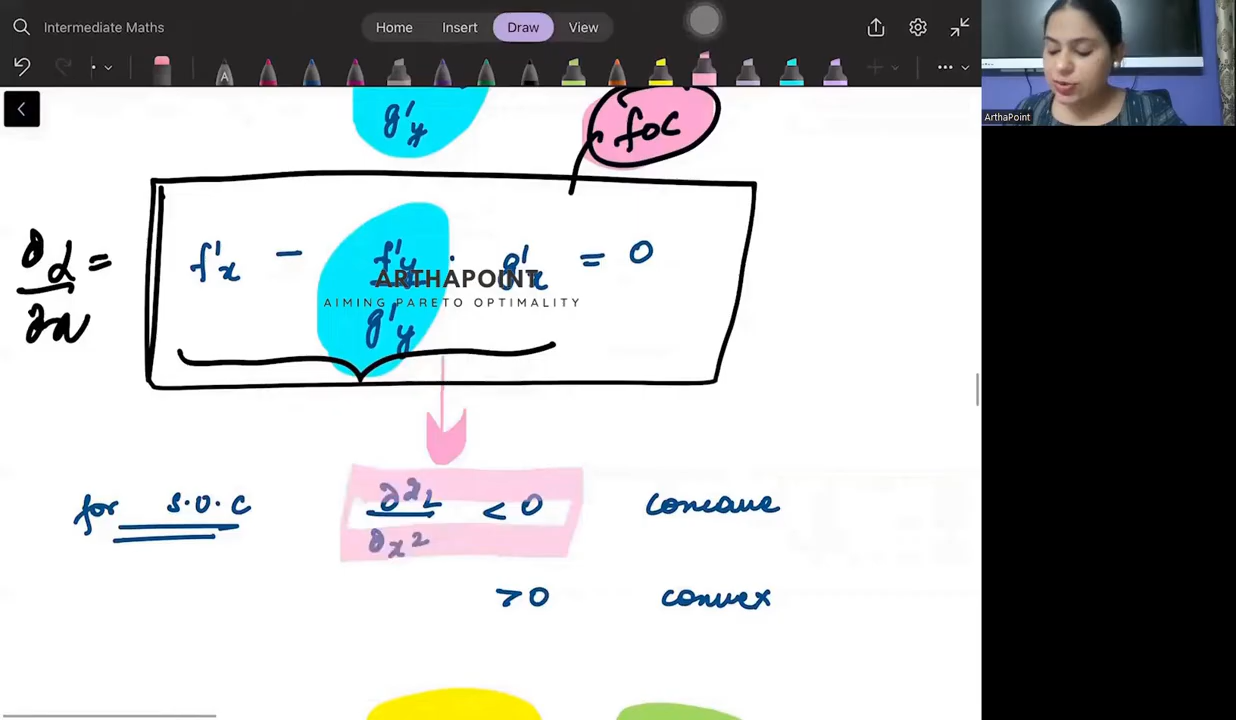 Intermediate Maths
Home Insert Draw View
A
ArthaPoint
g'y
foc
∂L/∂x = f'x - f'y/g'y · g'x = 0
ARTHAPOINT
AIMING PARETO OPTIMALITY
for S.O.C ∂²L/∂x² < 0 concave
> 0 convex